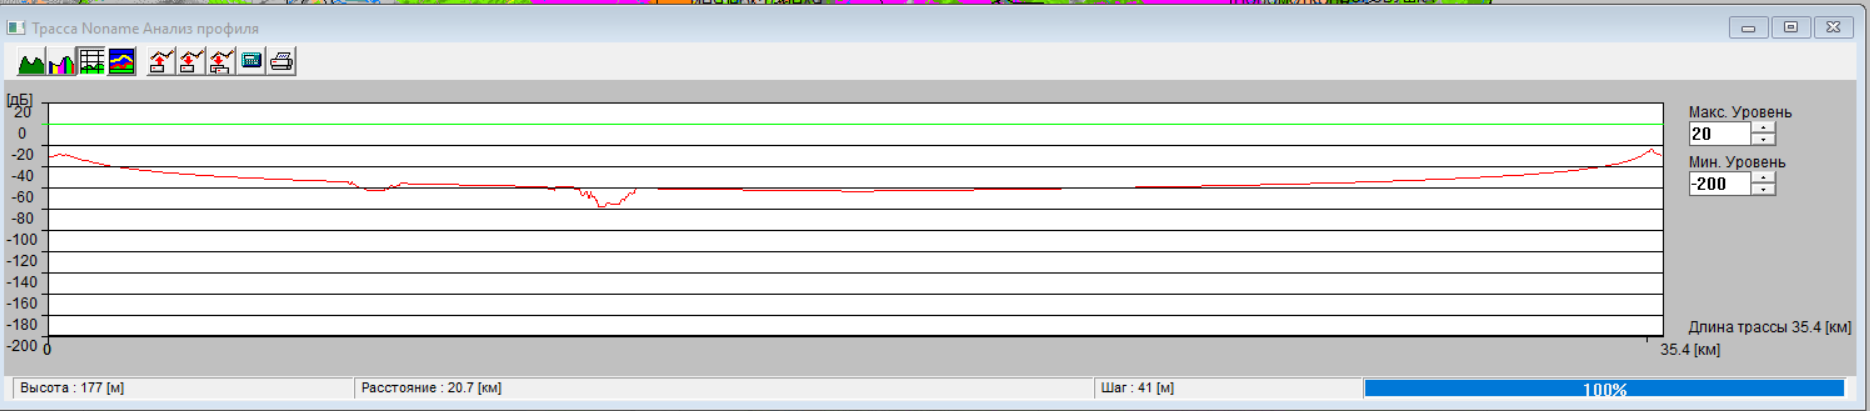 Трасса Noname Анализ профиля
[дБ]
20
0
-20
-40
-60
-80
-100
-120
-140
-160
-180
-200
0
35.4 [км]
Макс. Уровень
20
Мин. Уровень
-200
Длина трассы 35.4 [км]
Высота : 177 [м]
Расстояние : 20.7 [км]
Шаг : 41 [м]
100%